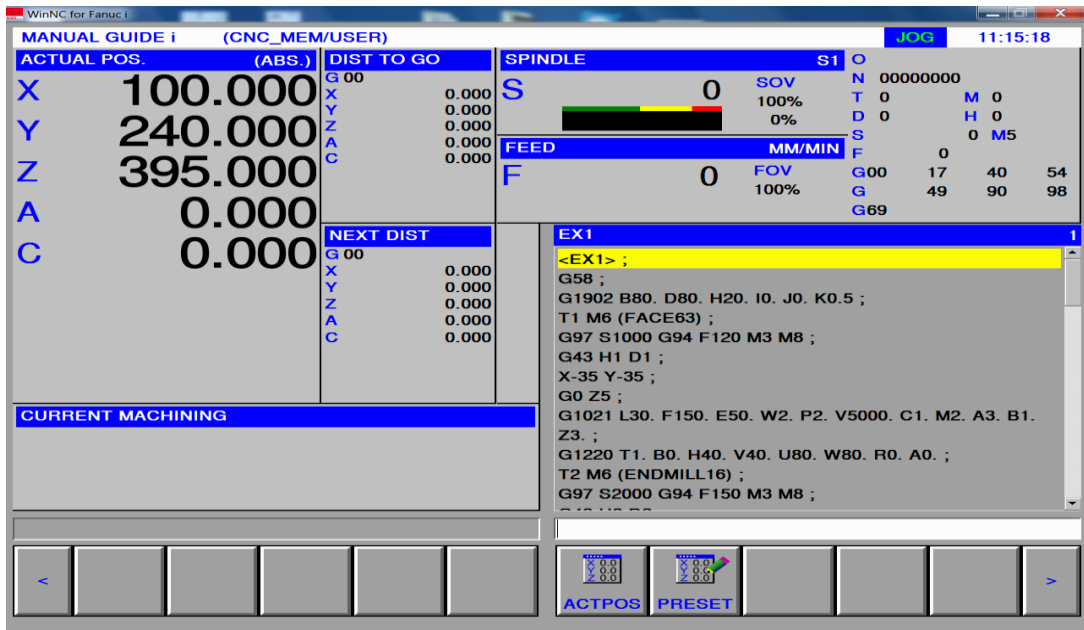 WinNC for Fanuc i
MANUAL GUIDE i (CNC_MEM/USER) JOG 11:15:18
ACTUAL POS. (ABS.)
X 100.000
Y 240.000
Z 395.000
A 0.000
C 0.000
DIST TO GO
G 00
X 0.000
Y 0.000
Z 0.000
A 0.000
C 0.000
NEXT DIST
G 00
X 0.000
Y 0.000
Z 0.000
A 0.000
C 0.000
SPINDLE S1
S 0 SOV
100%
0%
FEED MM/MIN
F 0 FOV
100%
O
N 00000000
T 0 M 0
D 0 H 0
S 0 M5
F 0
G00 17 40 54
G 49 90 98
G69
EX1 1
<EX1> ;
G58 ;
G1902 B80. D80. H20. I0. J0. K0.5 ;
T1 M6 (FACE63) ;
G97 S1000 G94 F120 M3 M8 ;
G43 H1 D1 ;
X-35 Y-35 ;
G0 Z5 ;
G1021 L30. F150. E50. W2. P2. V5000. C1. M2. A3. B1.
Z3. ;
G1220 T1. B0. H40. V40. U80. W80. R0. A0. ;
T2 M6 (ENDMILL16) ;
G97 S2000 G94 F150 M3 M8 ;
CURRENT MACHINING
< ACTPOS PRESET >